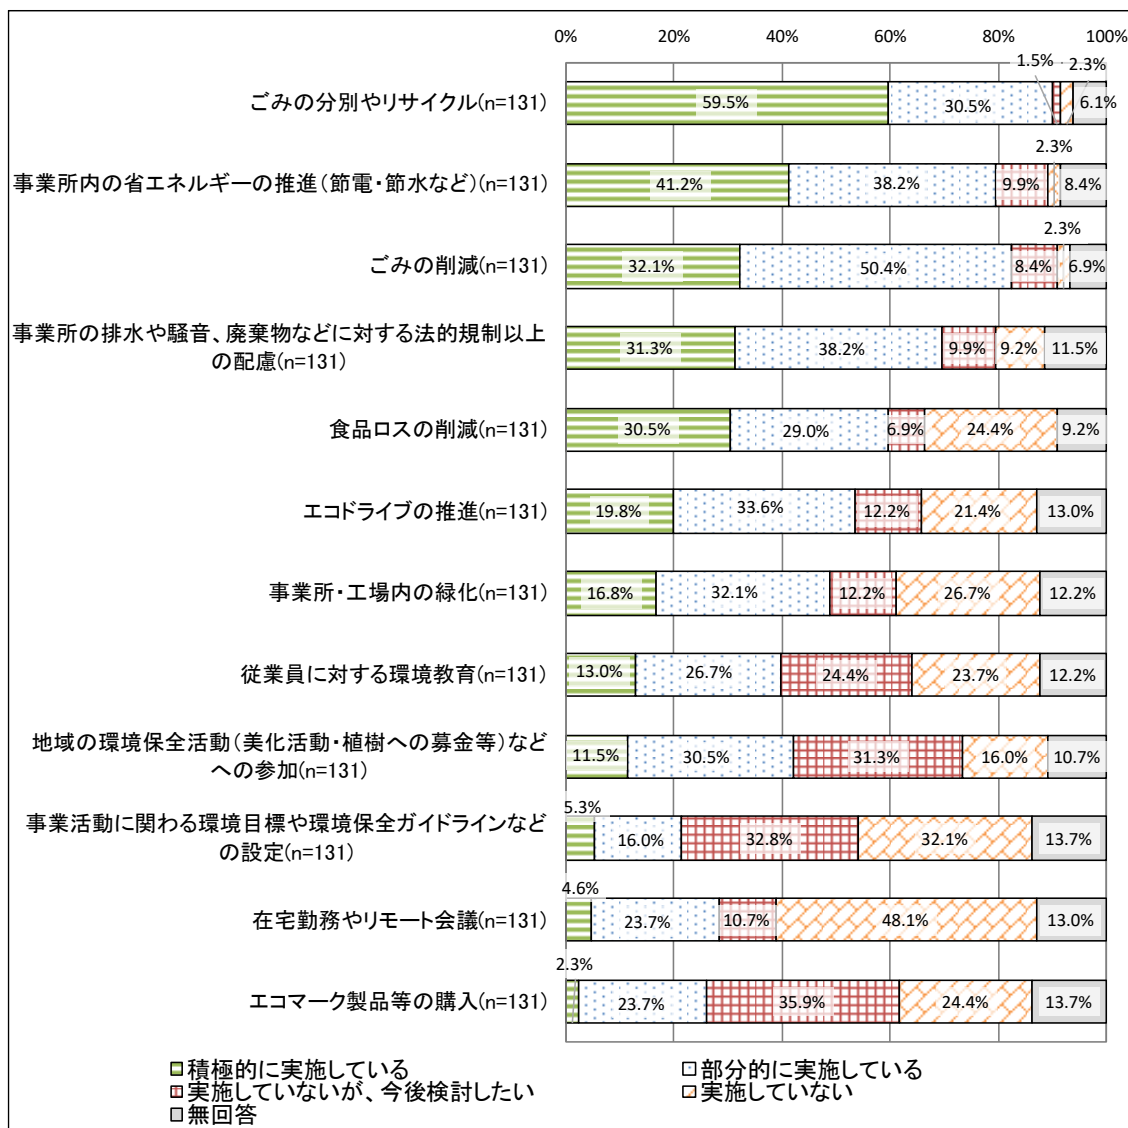 0% 20% 40% 60% 80% 100%
1.5% 2.3%
ごみの分別やリサイクル(n=131) 59.5% 30.5% 6.1%
2.3%
事業所内の省エネルギーの推進(節電・節水など)(n=131) 41.2% 38.2% 9.9% 8.4%
2.3%
ごみの削減(n=131) 32.1% 50.4% 8.4% 6.9%
事業所の排水や騒音、廃棄物などに対する法的規制以上
の配慮(n=131) 31.3% 38.2% 9.9% 9.2% 11.5%
食品ロスの削減(n=131) 30.5% 29.0% 6.9% 24.4% 9.2%
エコドライブの推進(n=131) 19.8% 33.6% 12.2% 21.4% 13.0%
事業所・工場内の緑化(n=131) 16.8% 32.1% 12.2% 26.7% 12.2%
従業員に対する環境教育(n=131) 13.0% 26.7% 24.4% 23.7% 12.2%
地域の環境保全活動(美化活動・植樹への募金等)など
への参加(n=131) 11.5% 30.5% 31.3% 16.0% 10.7%
5.3%
事業活動に関わる環境目標や環境保全ガイドラインなど
の設定(n=131) 16.0% 32.8% 32.1% 13.7%
4.6%
在宅勤務やリモート会議(n=131) 23.7% 10.7% 48.1% 13.0%
2.3%
エコマーク製品等の購入(n=131) 23.7% 35.9% 24.4% 13.7%
積極的に実施している 部分的に実施している
実施していないが、今後検討したい 実施していない
無回答